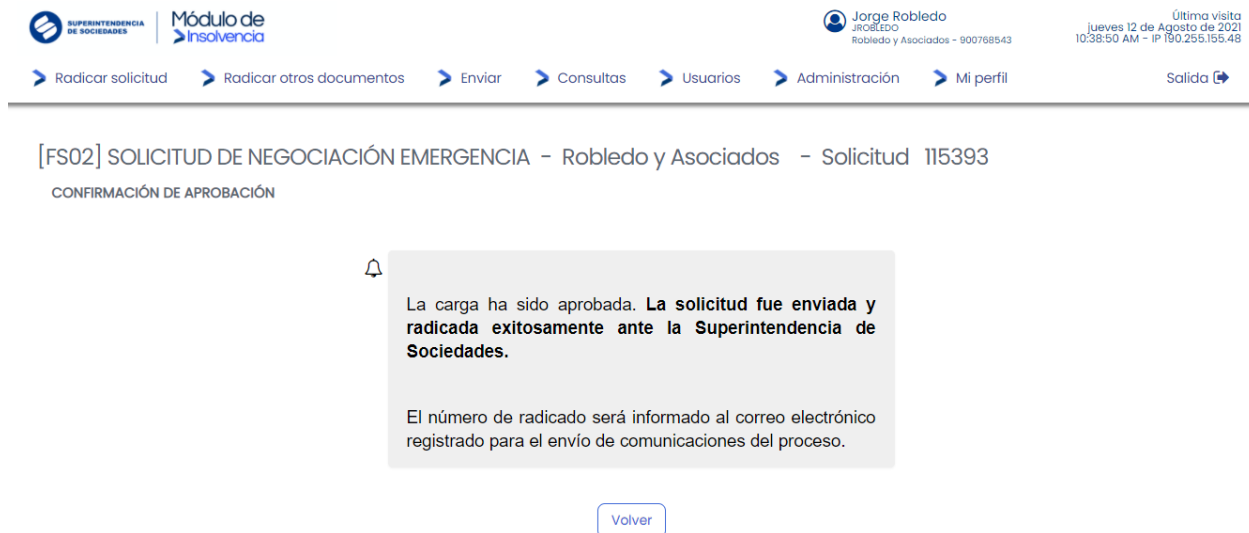 SUPERINTENDENCIA
DE SOCIEDADES
Módulo de
Insolvencia
Jorge Robledo
JROBLEDO
Robledo y Asociados - 900768543
Última visita
jueves 12 de Agosto de 2021
10:38:50 AM - IP 190.255.155.48
Radicar solicitud Radicar otros documentos Enviar Consultas Usuarios Administración Mi perfil Salida
[FS02] SOLICITUD DE NEGOCIACIÓN EMERGENCIA - Robledo y Asociados - Solicitud 115393
CONFIRMACIÓN DE APROBACIÓN
La carga ha sido aprobada. La solicitud fue enviada y
radicada exitosamente ante la Superintendencia de
Sociedades.
El número de radicado será informado al correo electrónico
registrado para el envío de comunicaciones del proceso.
Volver